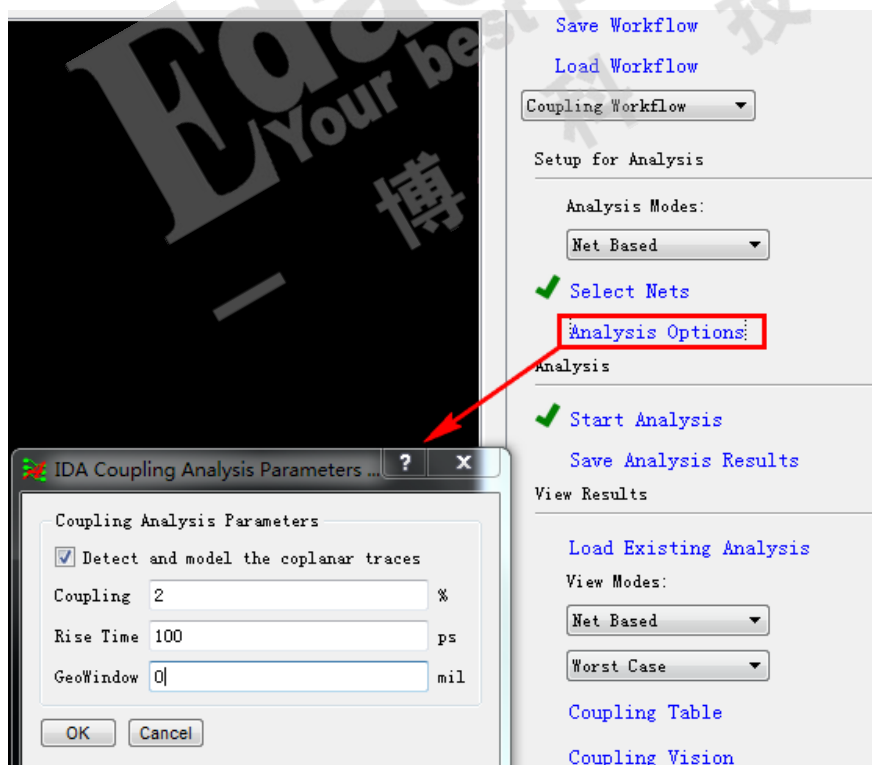 Save Workflow
Load Workflow
Coupling Workflow
Setup for Analysis
Analysis Modes:
Net Based
Select Nets
Analysis Options
Analysis
Start Analysis
Save Analysis Results
View Results
Load Existing Analysis
View Modes:
Net Based
Worst Case
Coupling Table
Coupling Vision
IDA Coupling Analysis Parameters ...
?
x
Coupling Analysis Parameters
Detect and model the coplanar traces
Coupling 2 %
Rise Time 100 ps
GeoWindow 0 mil
OK Cancel
Your best
一博科技